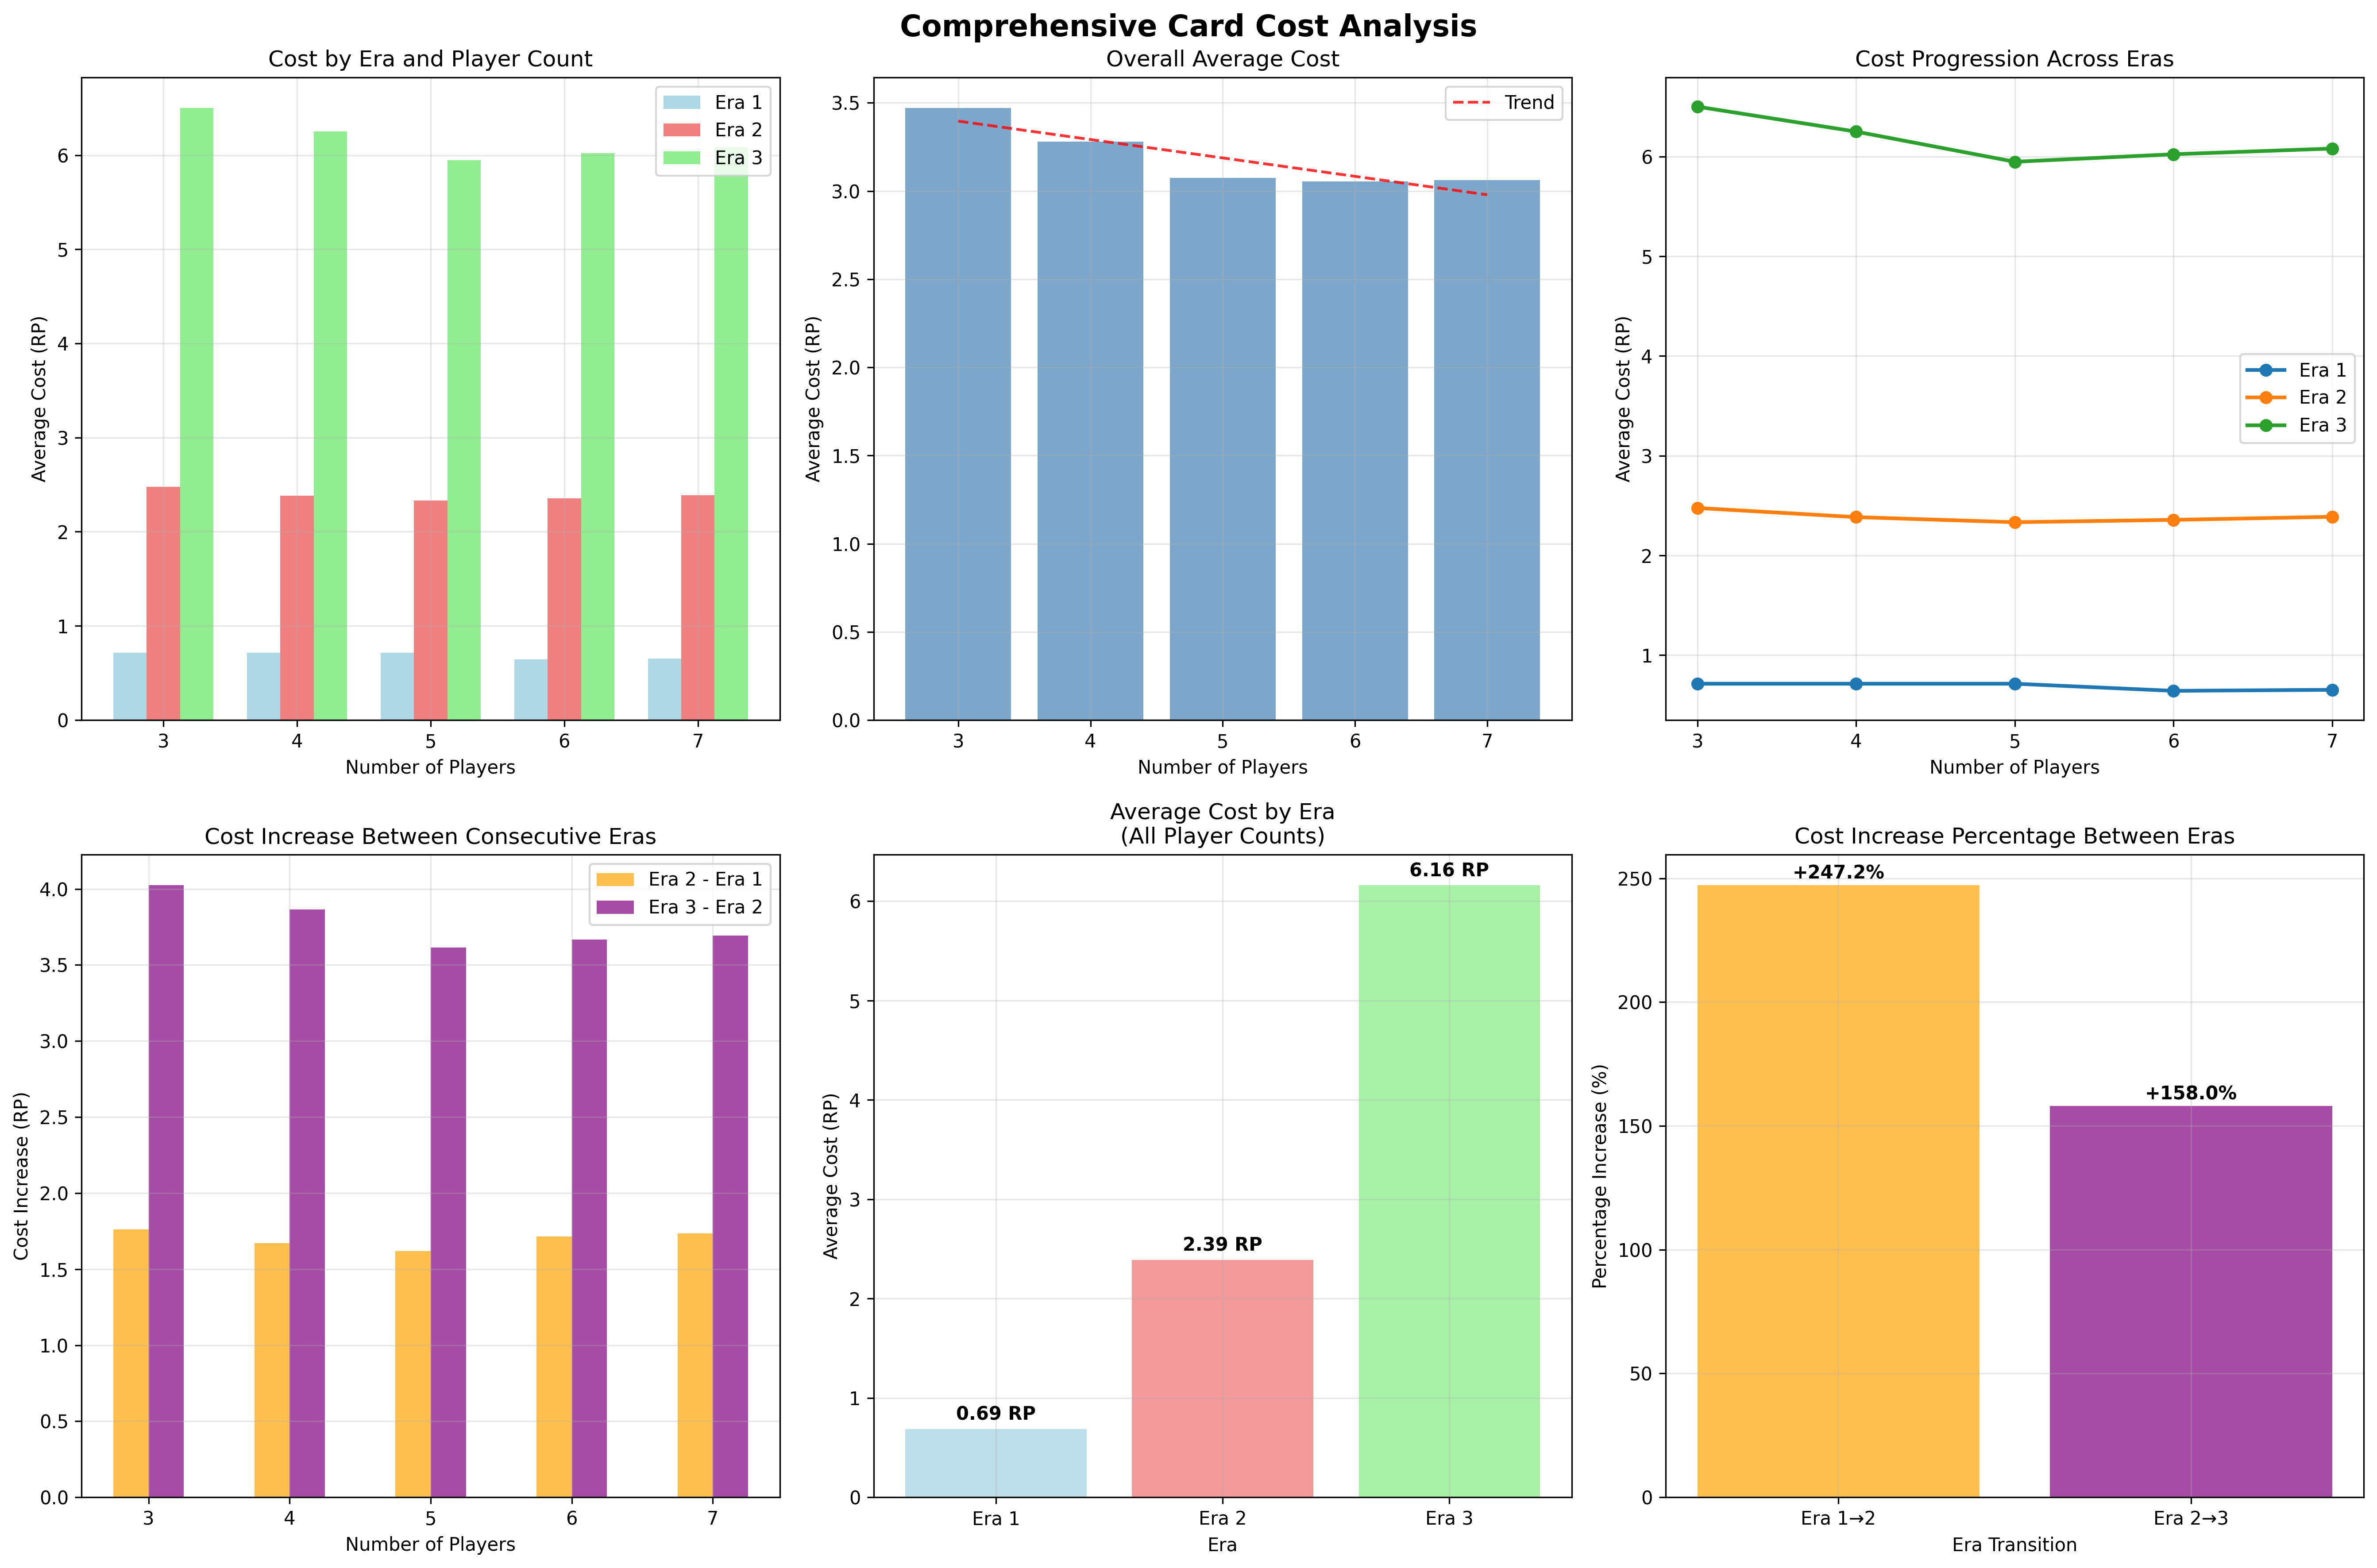 Comprehensive Card Cost Analysis
Cost by Era and Player Count
Era 1
Era 2
Era 3
6
5
4
3
2
1
0
Average Cost (RP)
3 4 5 6 7
Number of Players
Overall Average Cost
Trend
3.5
3.0
2.5
2.0
1.5
1.0
0.5
0.0
Average Cost (RP)
3 4 5 6 7
Number of Players
Cost Progression Across Eras
6
5
4
3
2
1
Average Cost (RP)
Era 1
Era 2
Era 3
3 4 5 6 7
Number of Players
Cost Increase Between Consecutive Eras
Era 2 - Era 1
Era 3 - Era 2
4.0
3.5
3.0
2.5
2.0
1.5
1.0
0.5
0.0
Cost Increase (RP)
3 4 5 6 7
Number of Players
Average Cost by Era
(All Player Counts)
6
5
4
3
2
1
0
Average Cost (RP)
0.69 RP
2.39 RP
6.16 RP
Era 1 Era 2 Era 3
Era
Cost Increase Percentage Between Eras
250
200
150
100
50
0
Percentage Increase (%)
+247.2%
+158.0%
Era 1→2 Era 2→3
Era Transition